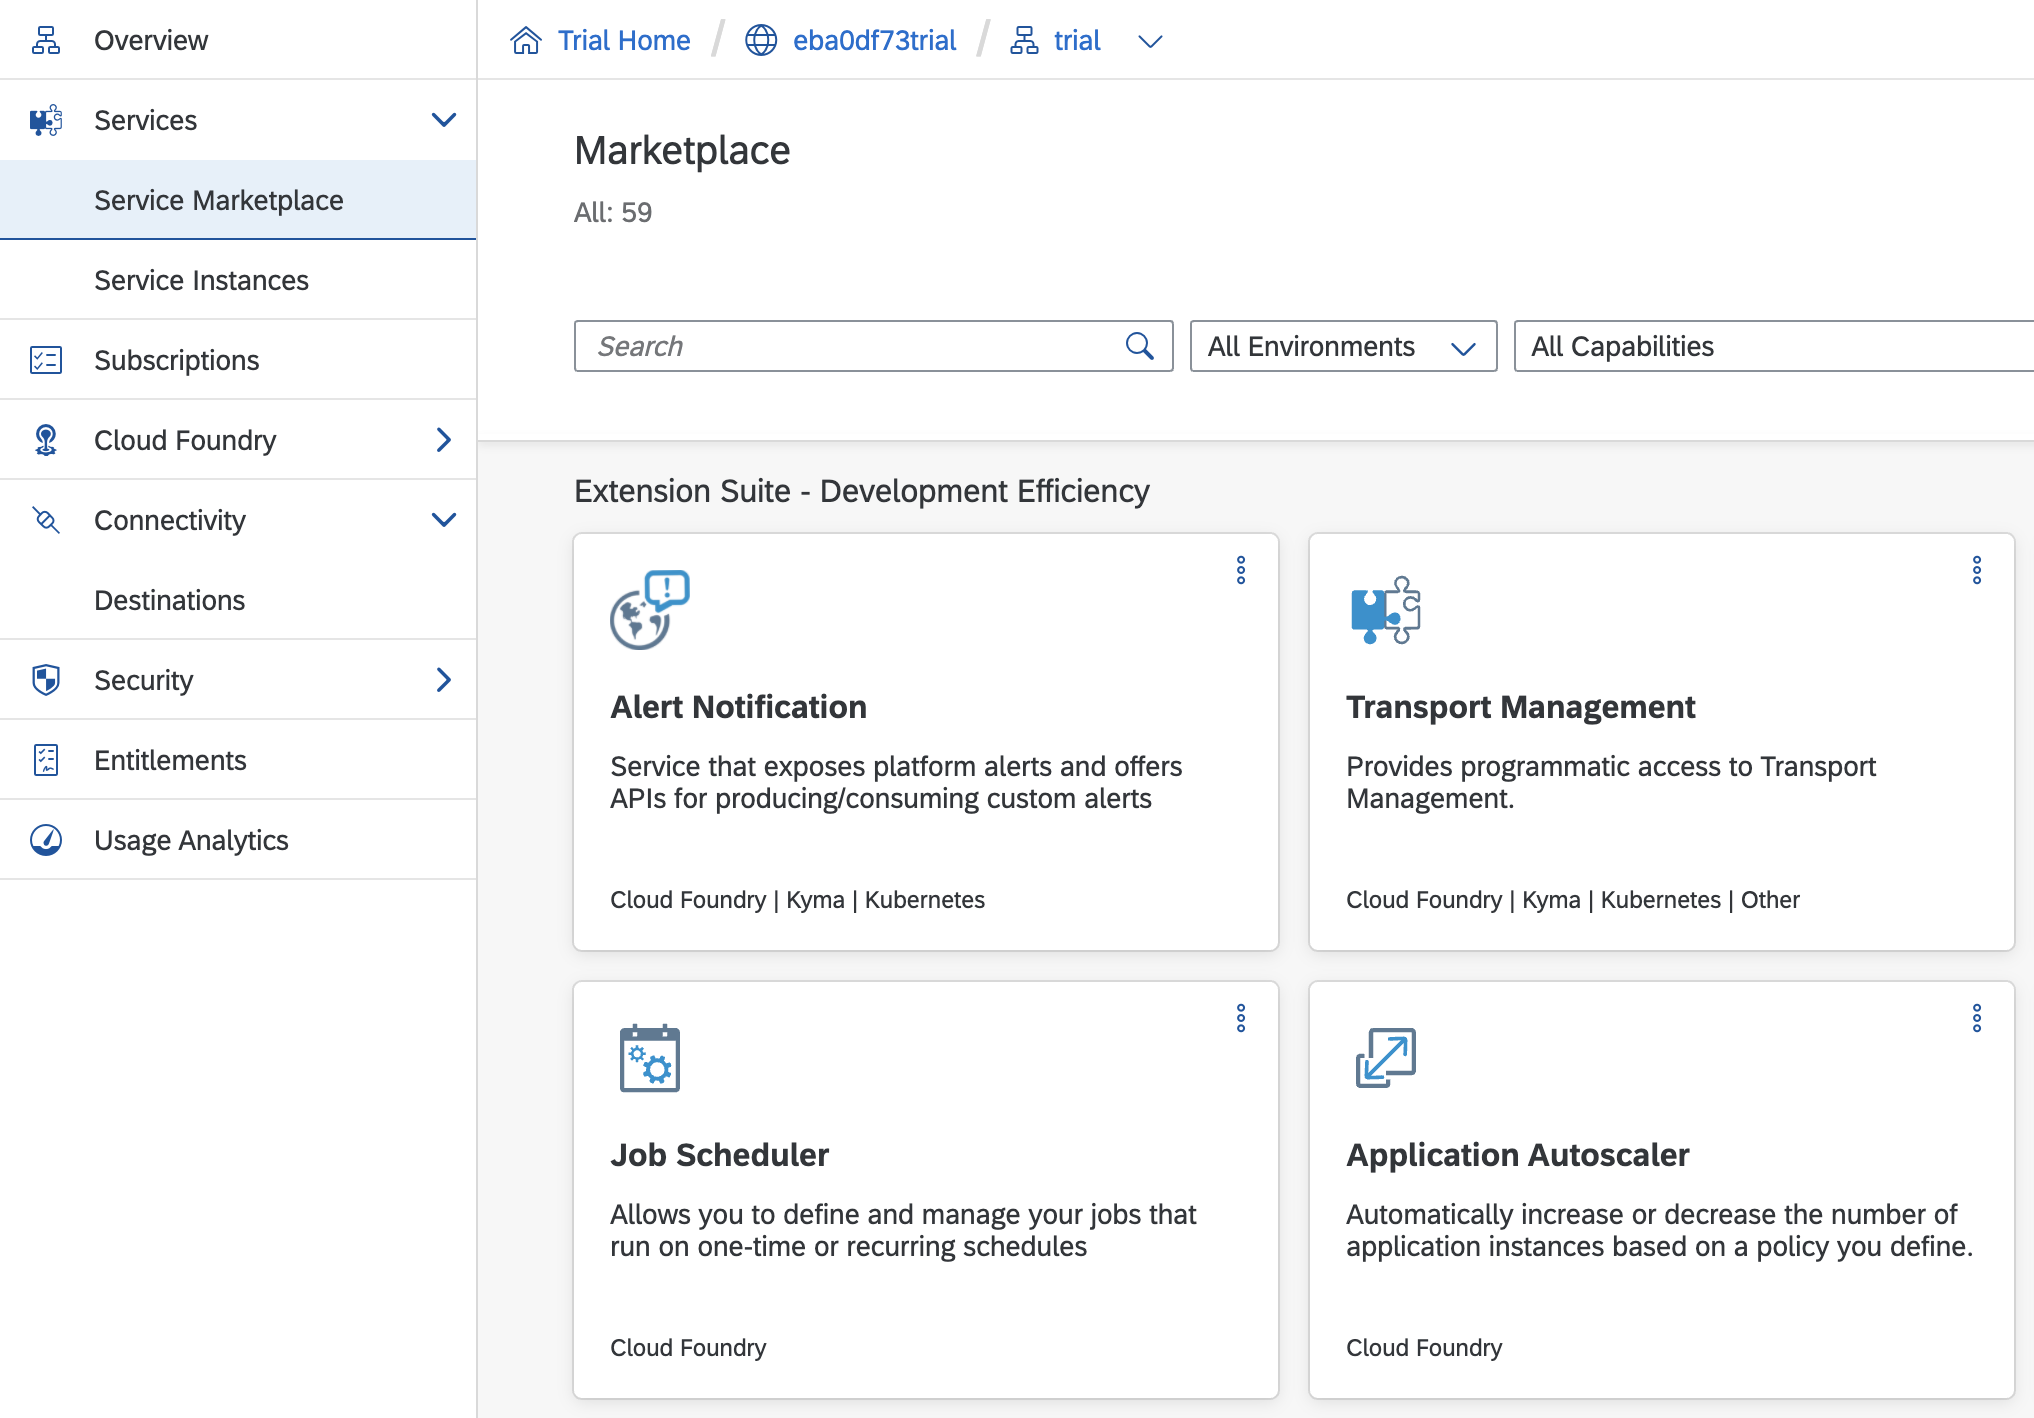 Overview
Services
Service Marketplace
Service Instances
Subscriptions
Cloud Foundry
Connectivity
Destinations
Security
Entitlements
Usage Analytics
Trial Home / eba0df73trial / trial
Marketplace
All: 59
Search
All Environments
All Capabilities
Extension Suite - Development Efficiency
Alert Notification
Service that exposes platform alerts and offers
APIs for producing/consuming custom alerts
Cloud Foundry | Kyma | Kubernetes
Transport Management
Provides programmatic access to Transport
Management.
Cloud Foundry | Kyma | Kubernetes | Other
Job Scheduler
Allows you to define and manage your jobs that
run on one-time or recurring schedules
Cloud Foundry
Application Autoscaler
Automatically increase or decrease the number of
application instances based on a policy you define.
Cloud Foundry